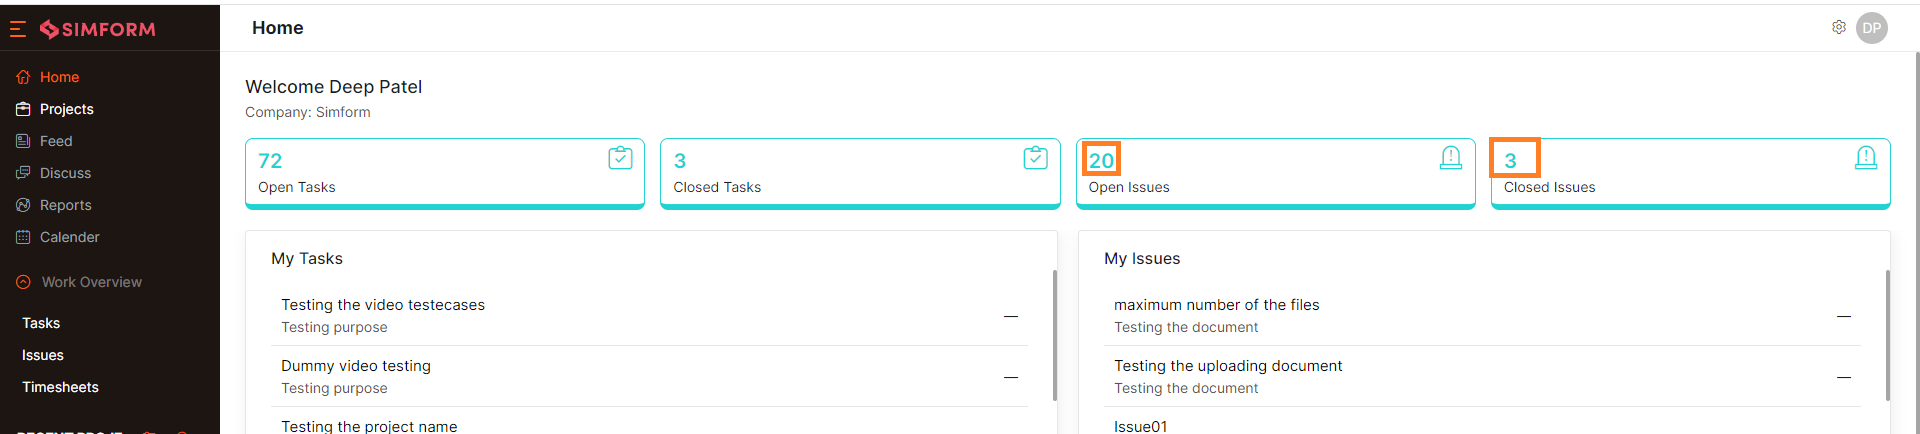 SIMFORM
Home
DP
Home
Projects
Feed
Discuss
Reports
Calender
Work Overview
Tasks
Issues
Timesheets
Welcome Deep Patel
Company: Simform
72
Open Tasks
3
Closed Tasks
20
Open Issues
3
Closed Issues
My Tasks
Testing the video testecases
Testing purpose
Dummy video testing
Testing purpose
Testing the project name
My Issues
maximum number of the files
Testing the document
Testing the uploading document
Testing the document
Issue01